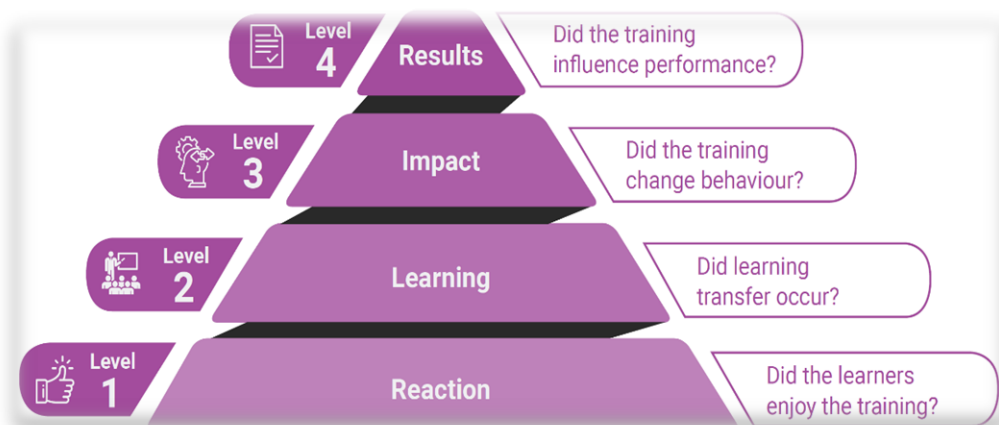 Level
4
Results
Did the training
influence performance?
Level
3
Impact
Did the training
change behaviour?
Level
2
Learning
Did learning
transfer occur?
Level
1
Reaction
Did the learners
enjoy the training?